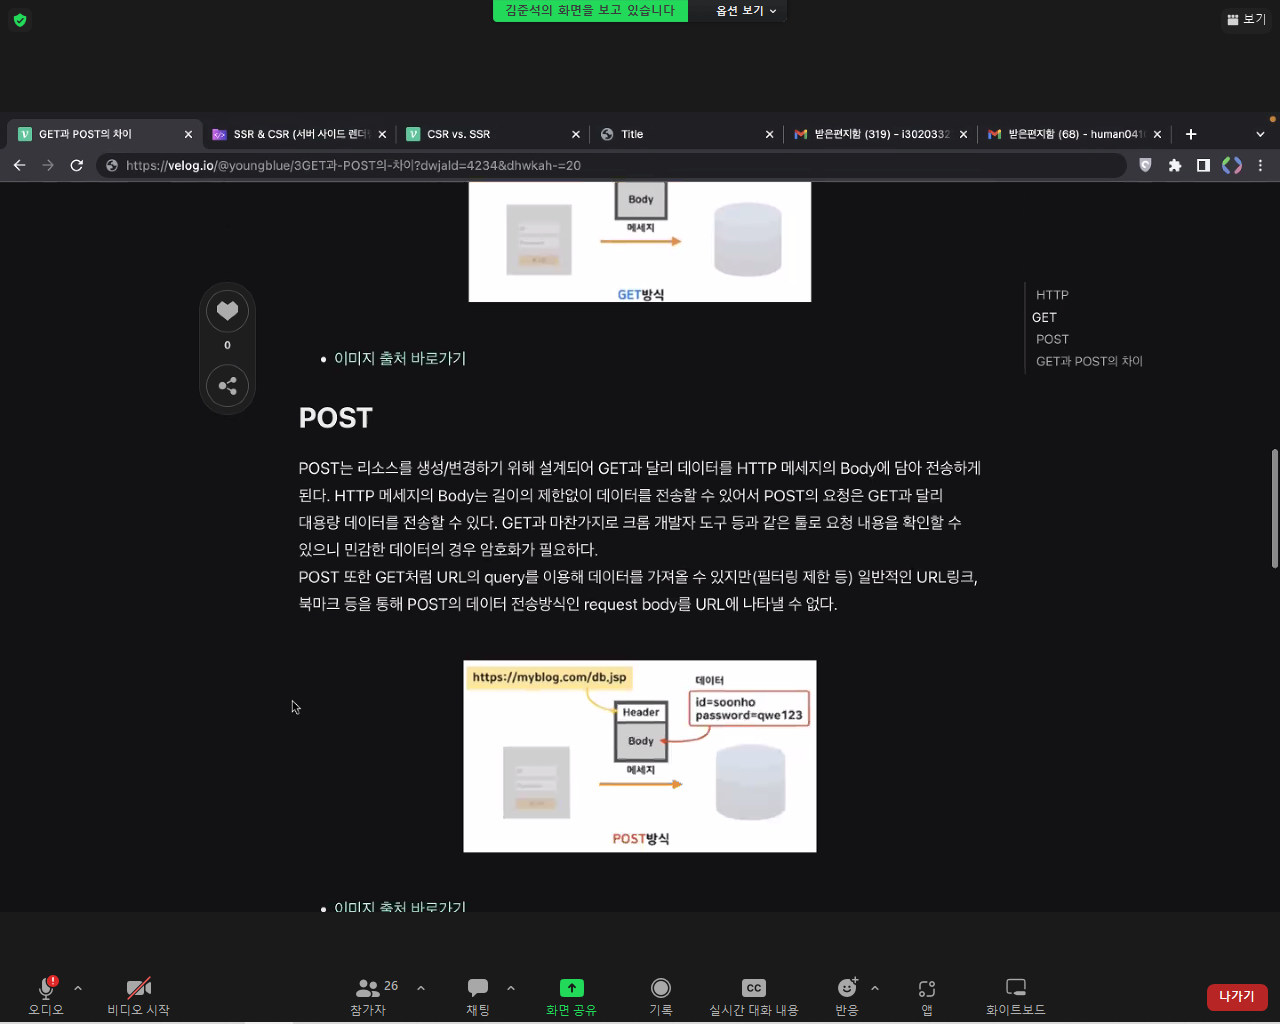 김준석의 화면을 보고 있습니다
옵션 보기
보기
GET과 POST의 차이
SSR & CSR (서버 사이드 렌더
CSR vs. SSR
Title
받은편지함 (319) - i3020332
받은편지함 (68) - human041
https://velog.io/@youngblue/3GET과-POST의-차이?dwjald=4234&dhwkah-=20
Body
메세지
GET방식
0
HTTP
GET
POST
GET과 POST의 차이
이미지 출처 바로가기
POST
POST는 리소스를 생성/변경하기 위해 설계되어 GET과 달리 데이터를 HTTP 메세지의 Body에 담아 전송하게
된다. HTTP 메세지의 Body는 길이의 제한없이 데이터를 전송할 수 있어서 POST의 요청은 GET과 달리
대용량 데이터를 전송할 수 있다. GET과 마찬가지로 크롬 개발자 도구 등과 같은 툴로 요청 내용을 확인할 수
있으니 민감한 데이터의 경우 암호화가 필요하다.
POST 또한 GET처럼 URL의 query를 이용해 데이터를 가져올 수 있지만(필터링 제한 등) 일반적인 URL링크,
북마크 등을 통해 POST의 데이터 전송방식인 request body를 URL에 나타낼 수 없다.
https://myblog.com/db.jsp
데이터
id=soonho
password=qwe123
Header
Body
메세지
POST방식
이미지 출처 바로가기
오디오
비디오 시작
참가자
26
채팅
화면 공유
기록
CC
실시간 대화 내용
반응
앱
화이트보드
나가기